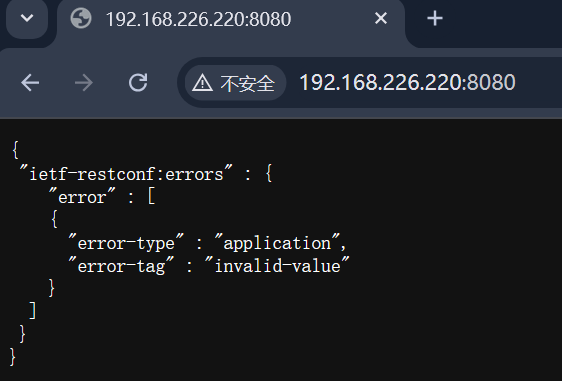 192.168.226.220:8080
不安全 192.168.226.220:8080
{
"ietf-restconf:errors" : {
"error" : [
{
"error-type" : "application",
"error-tag" : "invalid-value"
}
]
}
}